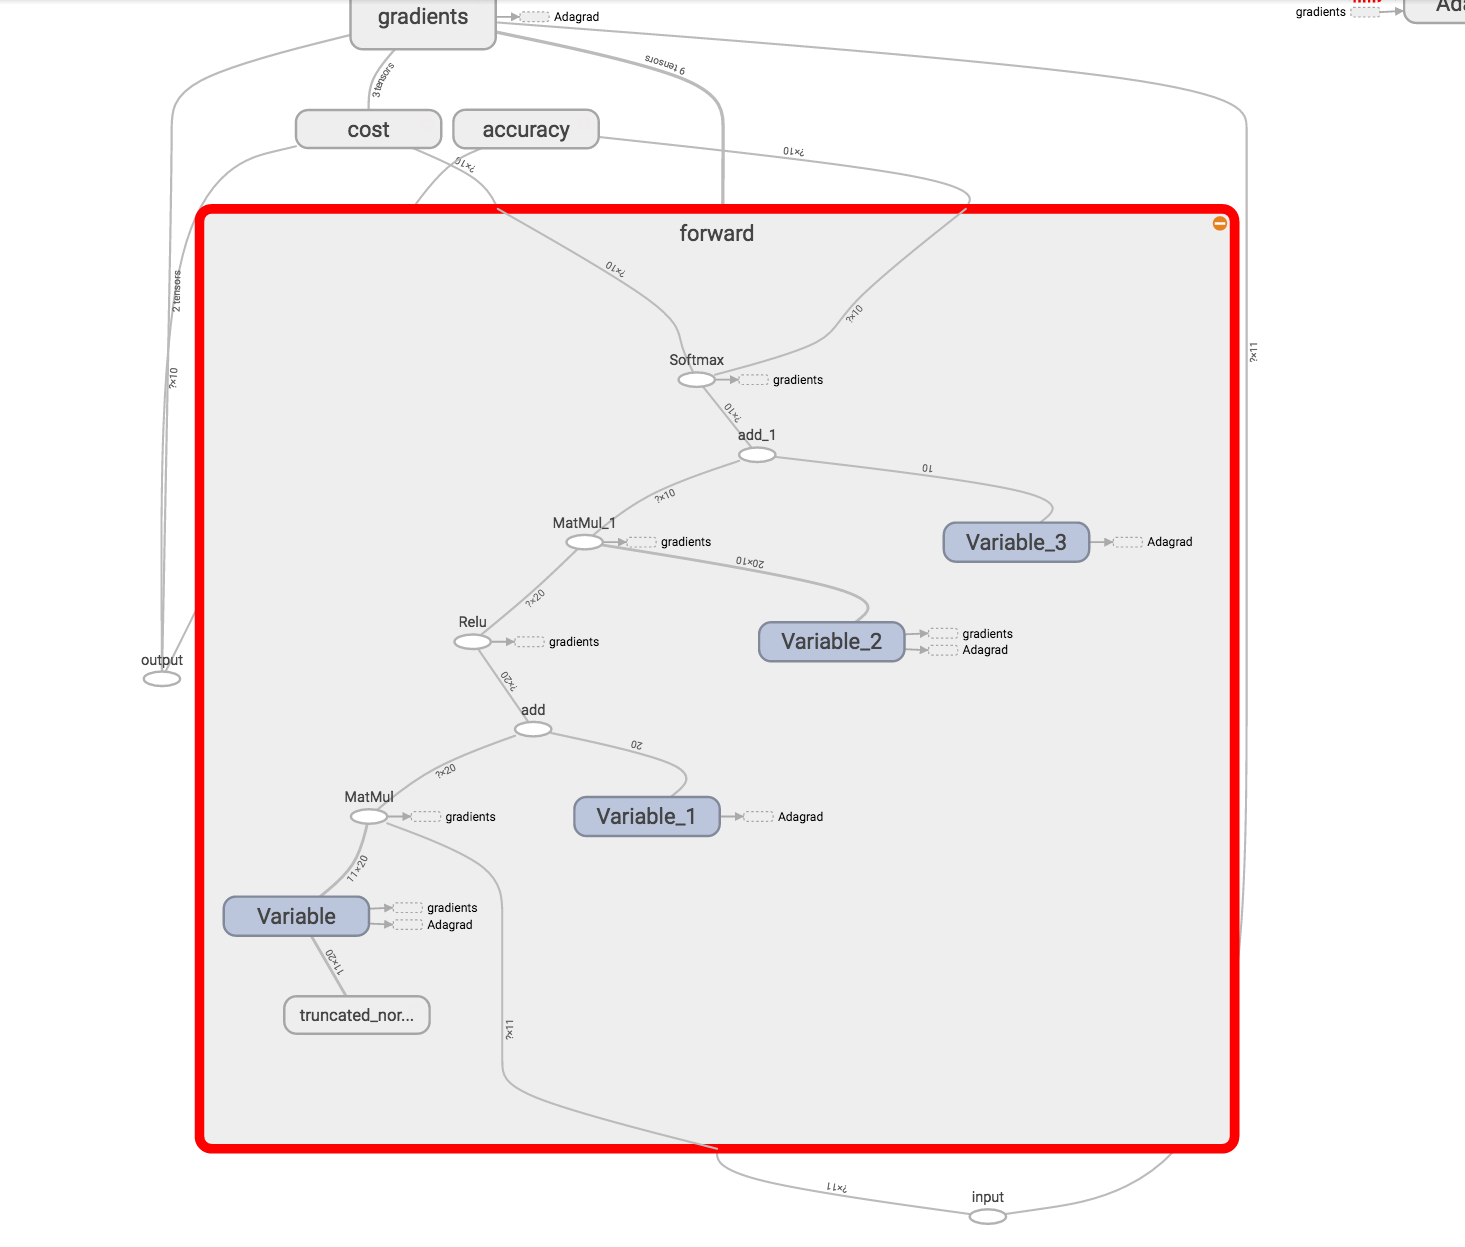 gradients
Adagrad
gradients
3 tensors
9 tensors
cost
accuracy
?×10
?×10
2 tensors
?×10
?×11
forward
?×10
?×10
Softmax
gradients
?×10
add_1
10
?×10
MatMul_1
gradients
20×10
Variable_3
Adagrad
?×20
Relu
gradients
Variable_2
gradients
Adagrad
output
?×20
add
20
?×20
MatMul
gradients
Variable_1
Adagrad
11×20
Variable
gradients
Adagrad
11×20
truncated_nor...
?×11
?×11
input